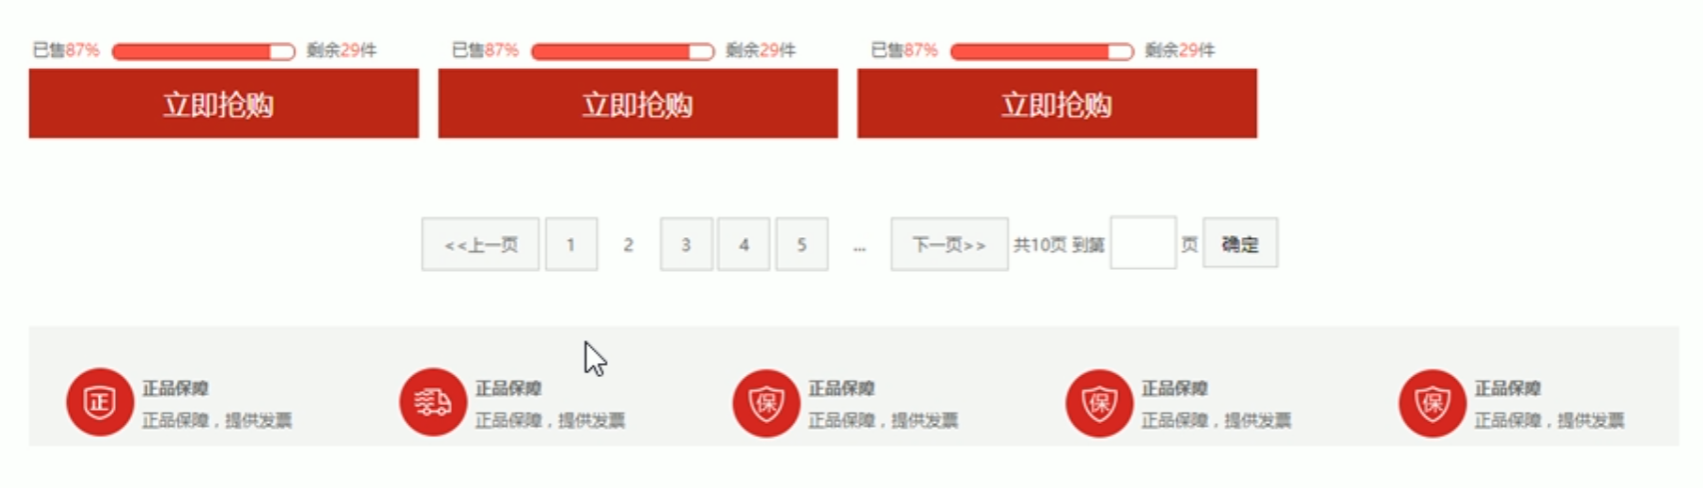 已售87% 剩余29件 已售87% 剩余29件 已售87% 剩余29件
立即抢购 立即抢购 立即抢购
<<上一页 1 2 3 4 5 ... 下一页>> 共10页 到第 页 确定
正 正品保障 正品保障 保 正品保障 保 正品保障 保 正品保障
正品保障，提供发票 正品保障，提供发票 正品保障，提供发票 正品保障，提供发票 正品保障，提供发票